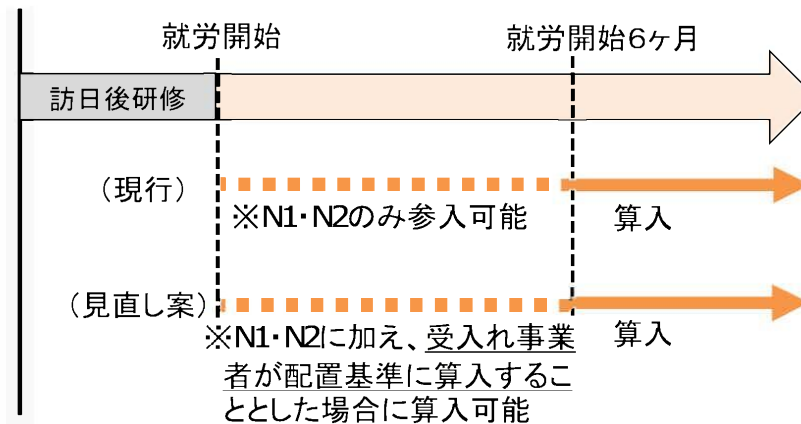 就労開始
就労開始6ヶ月
訪日後研修
（現行）
※N1・N2のみ参入可能
算入
（見直し案）
※N1・N2に加え、受入れ事業
者が配置基準に算入するこ
ととした場合に算入可能
算入